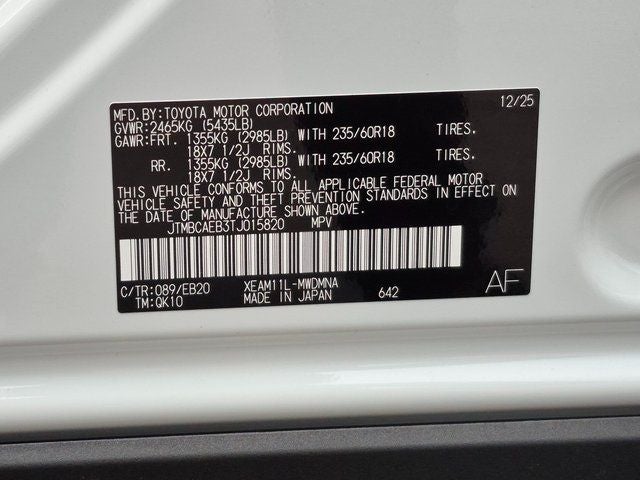 MFD.BY:TOYOTA MOTOR CORPORATION 12/25
GVWR:2465KG (5435LB)
GAWR:FRT. 1355KG (2985LB) WITH 235/60R18 TIRES.
18X7 1/2J RIMS.
RR. 1355KG (2985LB) WITH 235/60R18 TIRES.
18X7 1/2J RIMS.
THIS VEHICLE CONFORMS TO ALL APPLICABLE FEDERAL MOTOR
VEHICLE SAFETY AND THEFT PREVENTION STANDARDS IN EFFECT ON
THE DATE OF MANUFACTURE SHOWN ABOVE.
JTMBCAEB3TJ015820 MPV
C/TR:089/EB20 XEAM11L-MWDMNA
TM:QK10 MADE IN JAPAN 642 AF